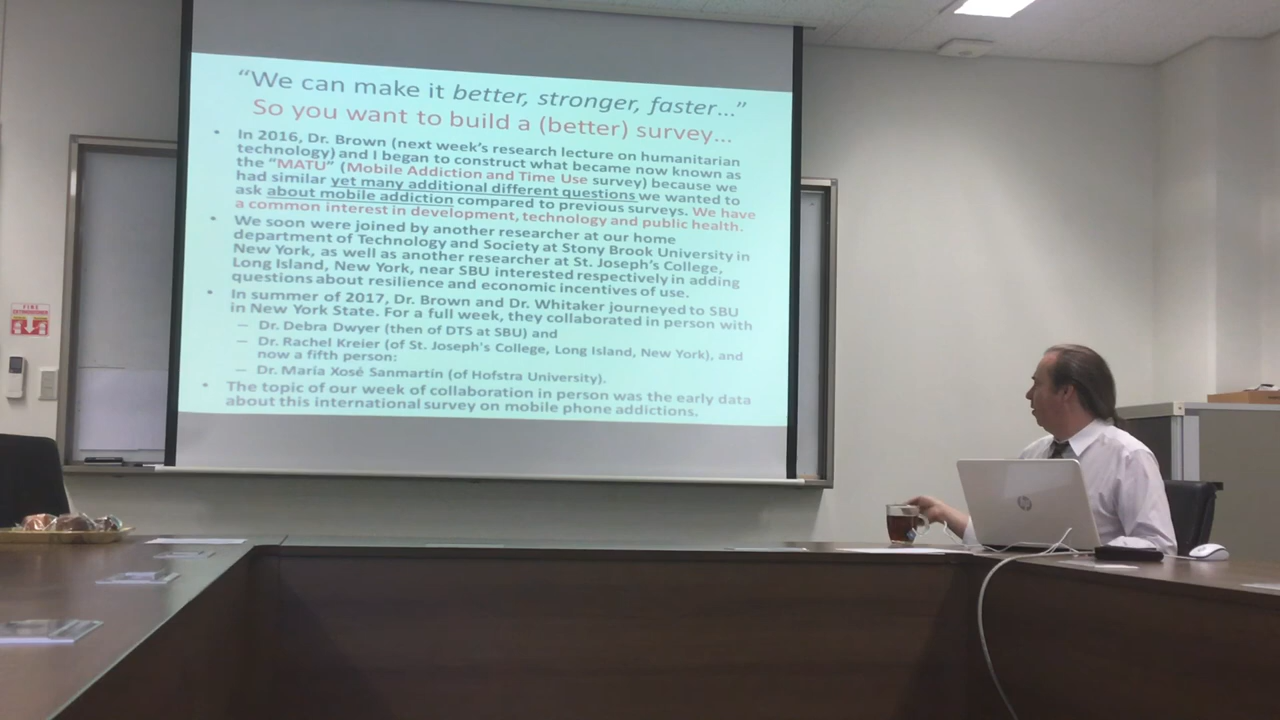 “We can make it better, stronger, faster...”
So you want to build a (better) survey...
• In 2016, Dr. Brown (next week’s research lecture on humanitarian
technology) and I began to construct what became now known as
the “MATU” (Mobile Addiction and Time Use survey) because we
had similar yet many additional different questions we wanted to
ask about mobile addiction compared to previous surveys. We have
a common interest in development, technology and public health.
• We soon were joined by another researcher at our home
department of Technology and Society at Stony Brook University in
New York, as well as another researcher at St. Joseph’s College,
Long Island, New York, near SBU interested respectively in adding
questions about resilience and economic incentives of use.
• In summer of 2017, Dr. Brown and Dr. Whitaker journeyed to SBU
in New York State. For a full week, they collaborated in person with
– Dr. Debra Dwyer (then of DTS at SBU) and
– Dr. Rachel Kreier (of St. Joseph's College, Long Island, New York), and
now a fifth person:
– Dr. María Xosé Sanmartín (of Hofstra University).
• The topic of our week of collaboration in person was the early data
about this international survey on mobile phone addictions.
FIRE
EXTINGUISHER
hp